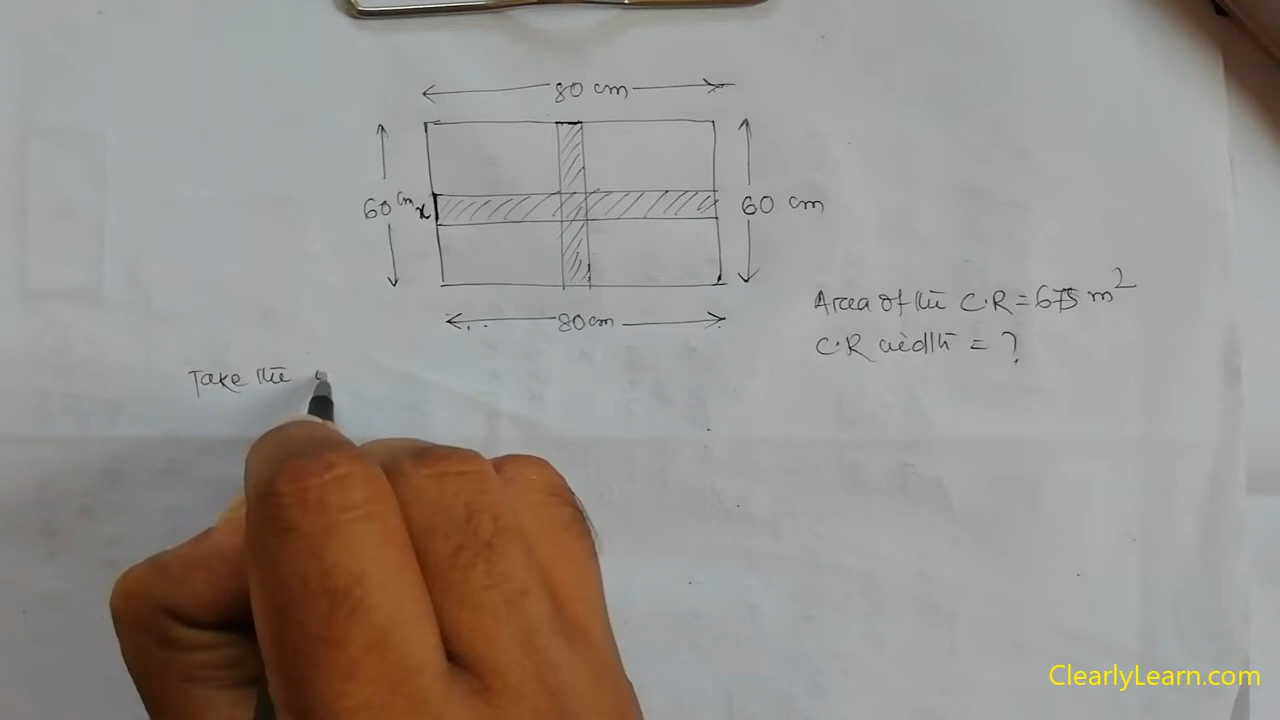 80 cm
60 cm x
60 cm
80 cm
Area of the C.R = 675 m²
C.R width = ?
Take the
ClearlyLearn.com